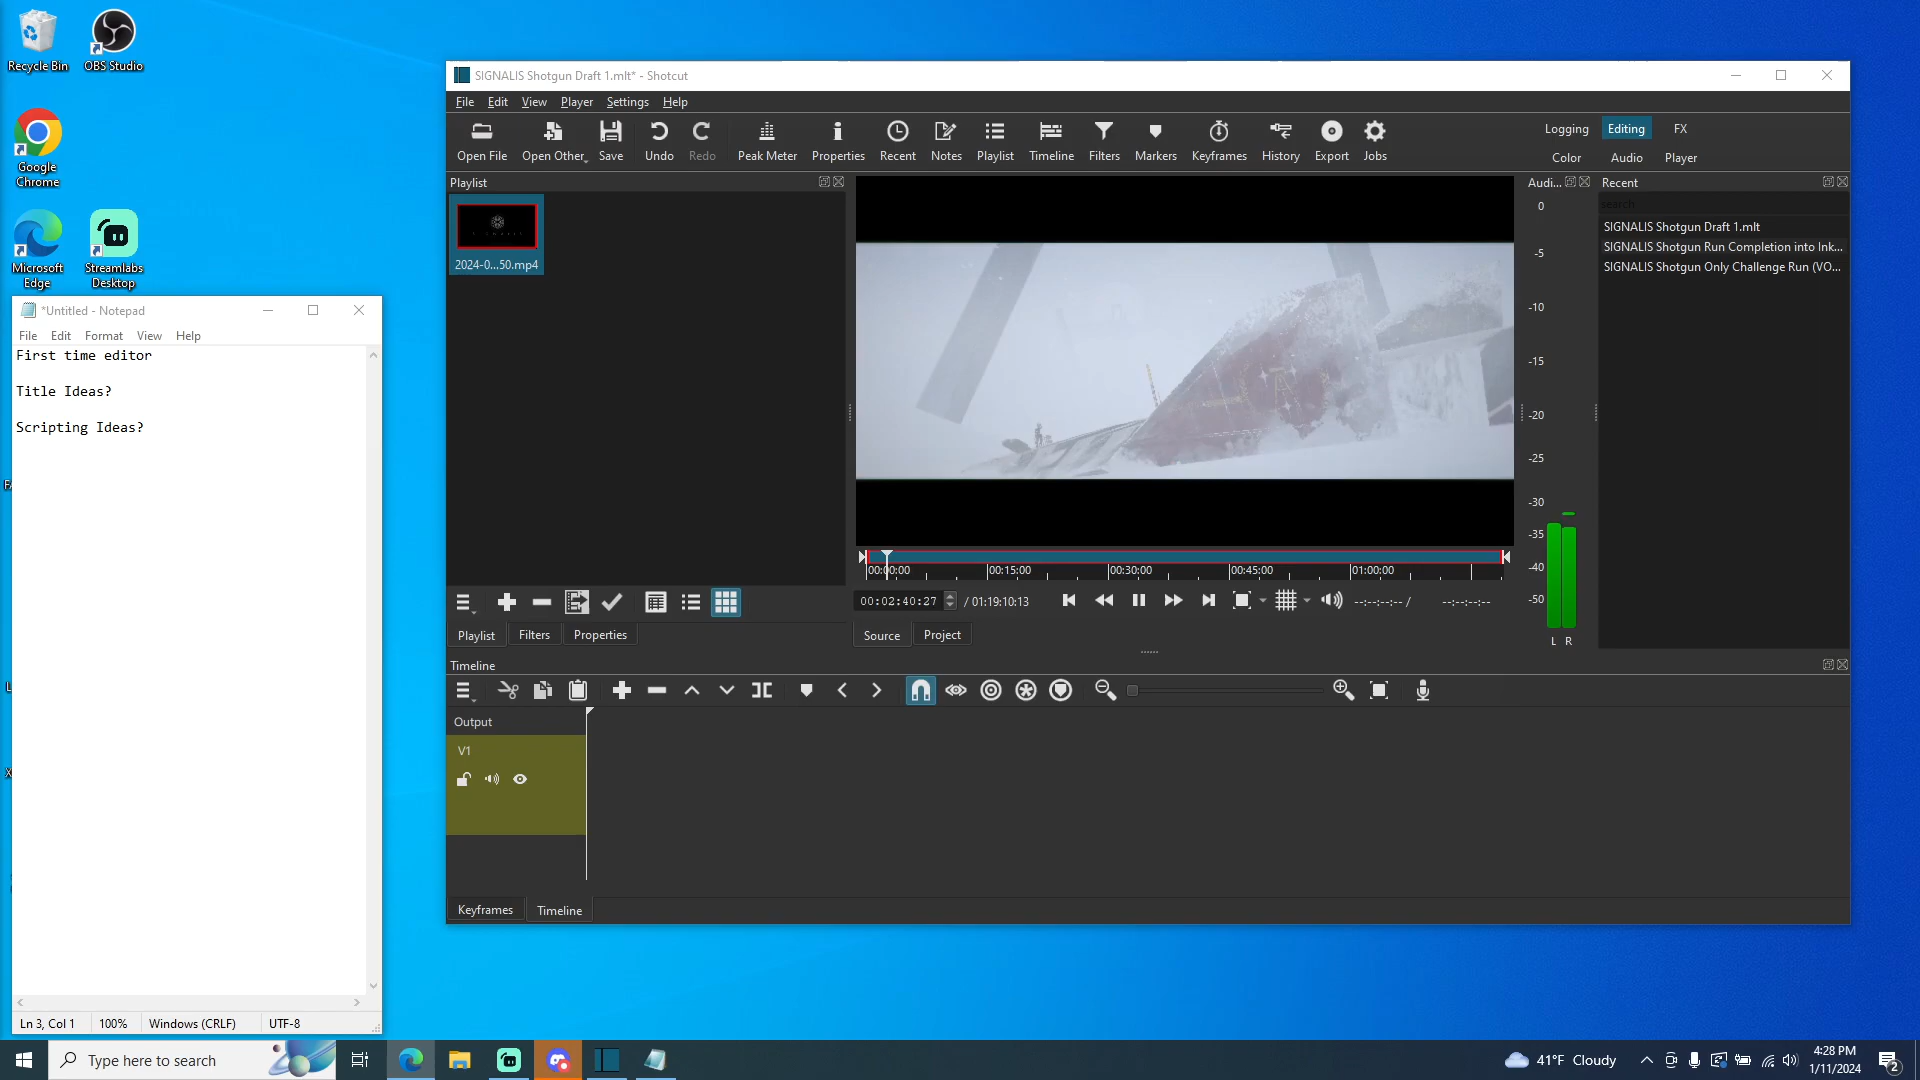 Recycle Bin
OBS Studio
Google
Chrome
Microsoft
Edge
Streamlabs
Desktop
*Untitled - Notepad
File Edit Format View Help
First time editor
Title Ideas?
Scripting Ideas?
Ln 3, Col 1 100% Windows (CRLF) UTF-8
SIGNALIS Shotgun Draft 1.mlt* - Shotcut
File Edit View Player Settings Help
Open File Open Other Save Undo Redo Peak Meter Properties Recent Notes Playlist Timeline Filters Markers Keyframes History Export Jobs
Logging Editing FX
Color Audio Player
Playlist
2024-0...50.mp4
Audi...
0
-5
-10
-15
-20
-25
-30
-35
-40
-50
L R
Recent
search
SIGNALIS Shotgun Draft 1.mlt
SIGNALIS Shotgun Run Completion into Ink...
SIGNALIS Shotgun Only Challenge Run (VO...
00:00:00 00:15:00 00:30:00 00:45:00 01:00:00
00:02:40:27 / 01:19:10:13 --:--:--:-- / --:--:--:--
Playlist Filters Properties
Source Project
Timeline
Output
V1
Keyframes Timeline
Type here to search
41°F Cloudy
4:28 PM
1/11/2024
2